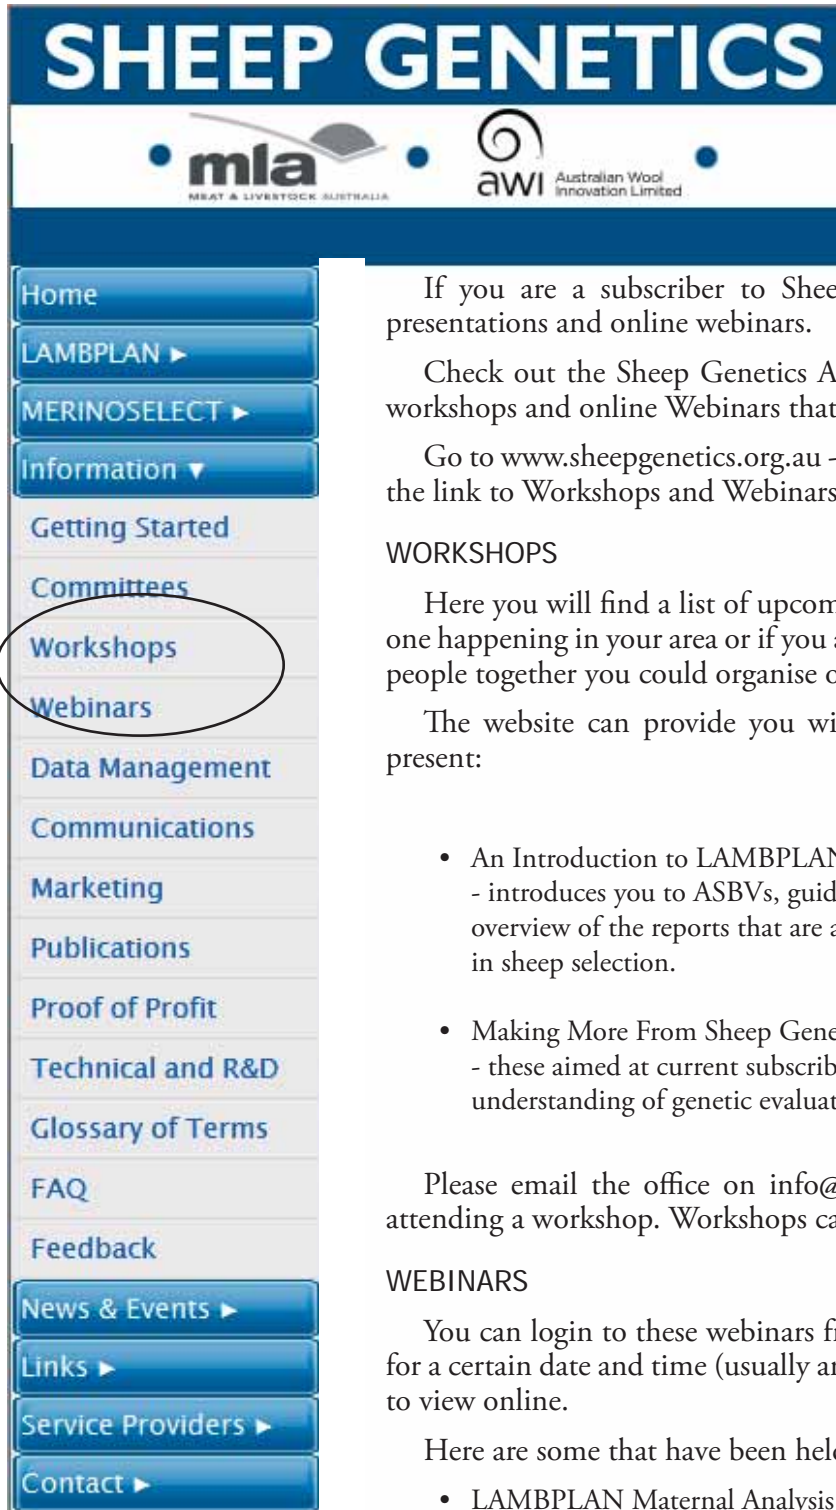 SHEEP GENETICS
mla
MEAT & LIVESTOCK AUSTRALIA
awi Australian Wool
Innovation Limited
Home
LAMBPLAN ►
MERINOSELECT ►
Information ▼
Getting Started
Committees
Workshops
Webinars
Data Management
Communications
Marketing
Publications
Proof of Profit
Technical and R&D
Glossary of Terms
FAQ
Feedback
News & Events ►
Links ►
Service Providers ►
Contact ►
If you are a subscriber to Shee
presentations and online webinars.
Check out the Sheep Genetics A
workshops and online Webinars that
Go to www.sheepgenetics.org.au -
the link to Workshops and Webinars
WORKSHOPS
Here you will find a list of upcom
one happening in your area or if you a
people together you could organise o
The website can provide you wi
present:
• An Introduction to LAMBPLAN
- introduces you to ASBVs, guid
overview of the reports that are a
in sheep selection.
• Making More From Sheep Gene
- these aimed at current subscrib
understanding of genetic evaluat
Please email the office on info@
attending a workshop. Workshops ca
WEBINARS
You can login to these webinars fr
for a certain date and time (usually an
to view online.
Here are some that have been held
• LAMBPLAN Maternal Analysis